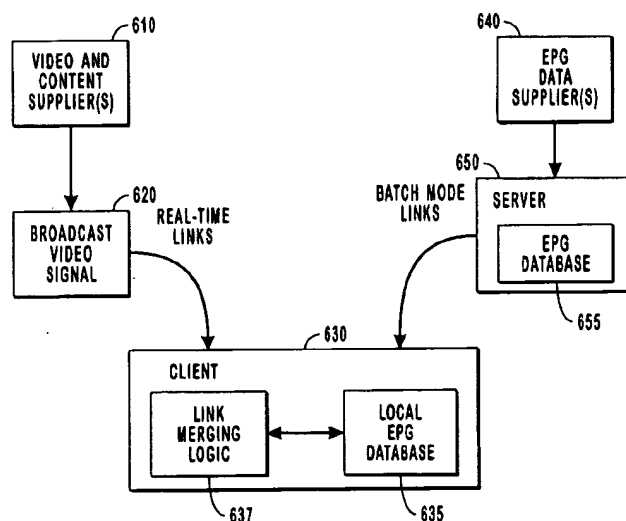 610
VIDEO AND
CONTENT
SUPPLIER(S)
640
EPG
DATA
SUPPLIER(S)
620
BROADCAST
VIDEO
SIGNAL
REAL-TIME
LINKS
BATCH MODE
LINKS
650
SERVER
EPG
DATABASE
655
630
CLIENT
LINK
MERGING
LOGIC
LOCAL
EPG
DATABASE
637
635